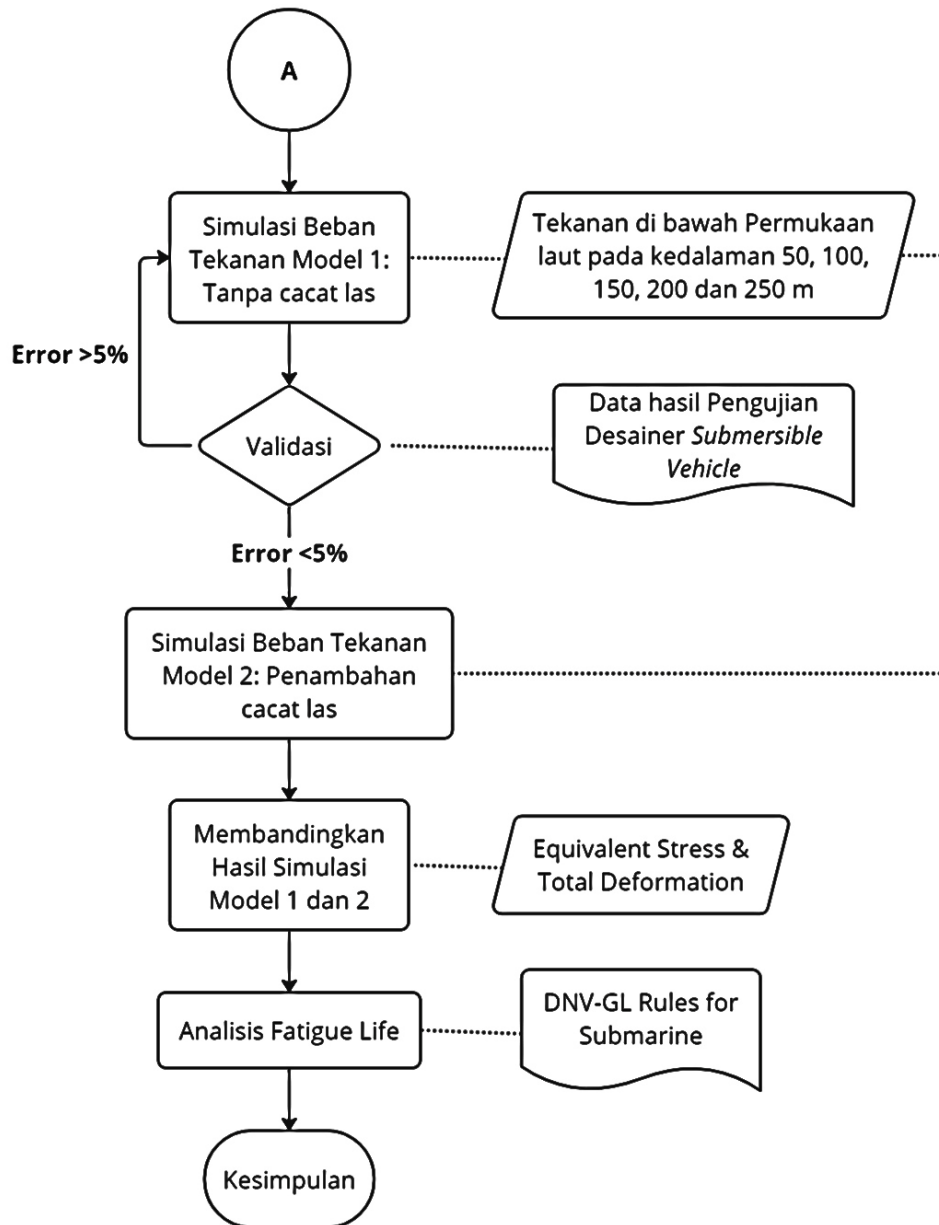 A
Simulasi Beban
Tekanan Model 1:
Tanpa cacat las
Tekanan di bawah Permukaan
laut pada kedalaman 50, 100,
150, 200 dan 250 m
Error >5%
Validasi
Data hasil Pengujian
Desainer Submersible
Vehicle
Error <5%
Simulasi Beban Tekanan
Model 2: Penambahan
cacat las
Membandingkan
Hasil Simulasi
Model 1 dan 2
Equivalent Stress &
Total Deformation
Analisis Fatigue Life
DNV-GL Rules for
Submarine
Kesimpulan